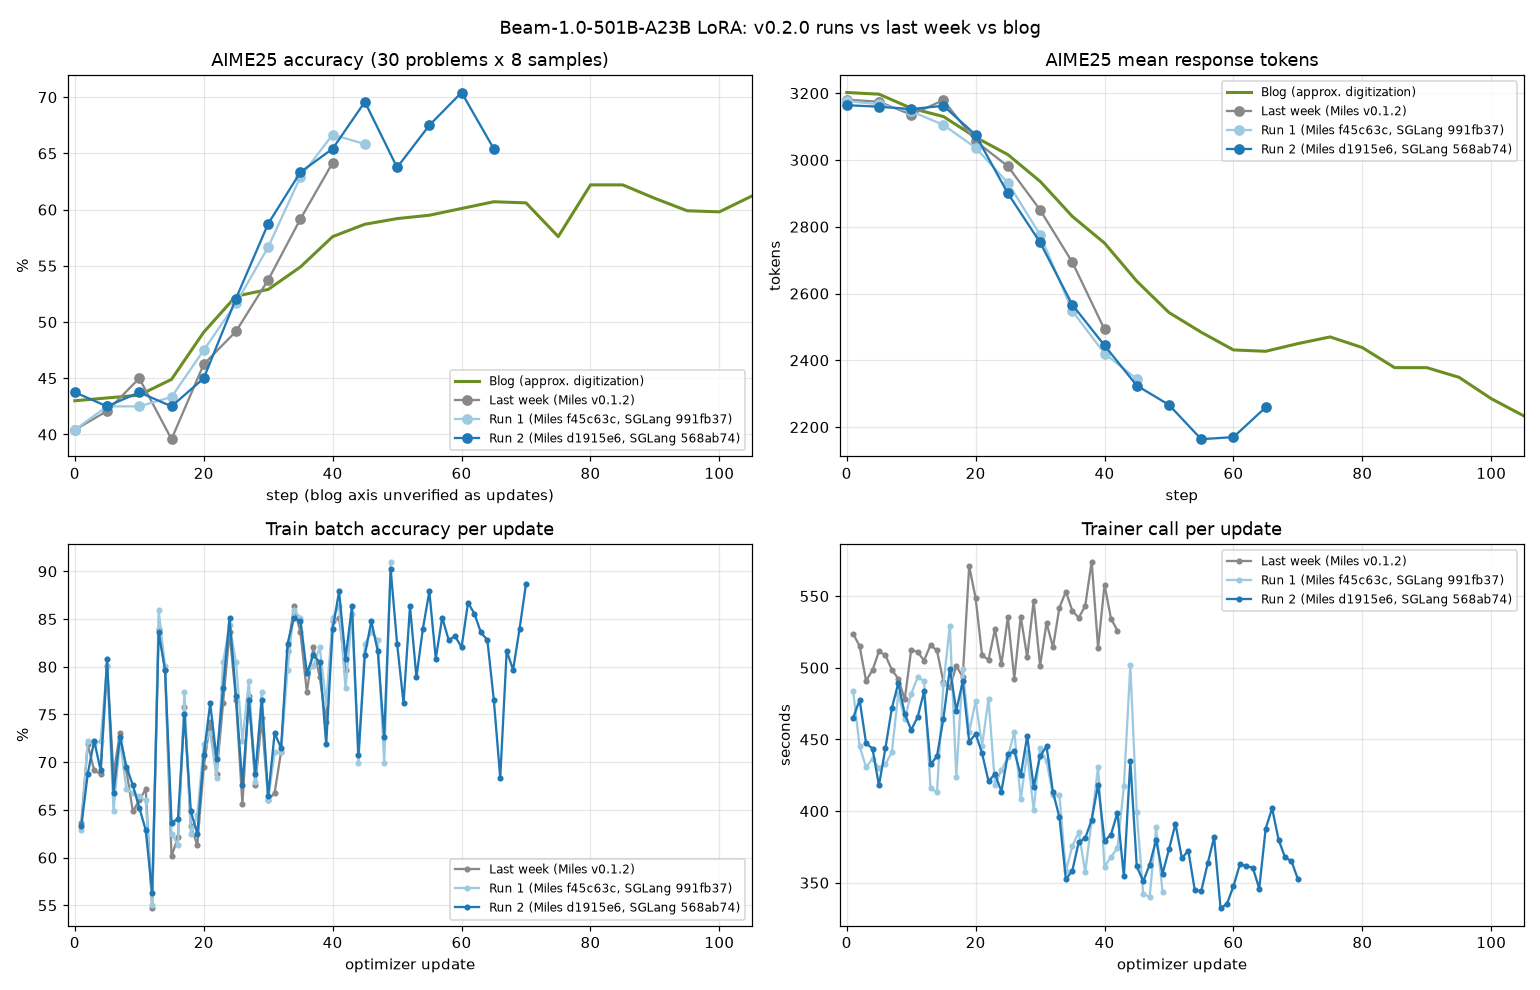 Beam-1.0-501B-A23B LoRA: v0.2.0 runs vs last week vs blog
AIME25 accuracy (30 problems x 8 samples)
70
65
60
55
50
45
40
%
0 20 40 60 80 100
step (blog axis unverified as updates)
Blog (approx. digitization)
Last week (Miles v0.1.2)
Run 1 (Miles f45c63c, SGLang 991fb37)
Run 2 (Miles d1915e6, SGLang 568ab74)
AIME25 mean response tokens
3200
3000
2800
2600
2400
2200
tokens
0 20 40 60 80 100
step
Blog (approx. digitization)
Last week (Miles v0.1.2)
Run 1 (Miles f45c63c, SGLang 991fb37)
Run 2 (Miles d1915e6, SGLang 568ab74)
Train batch accuracy per update
90
85
80
75
70
65
60
55
%
0 20 40 60 80 100
optimizer update
Last week (Miles v0.1.2)
Run 1 (Miles f45c63c, SGLang 991fb37)
Run 2 (Miles d1915e6, SGLang 568ab74)
Trainer call per update
550
500
450
400
350
seconds
0 20 40 60 80 100
optimizer update
Last week (Miles v0.1.2)
Run 1 (Miles f45c63c, SGLang 991fb37)
Run 2 (Miles d1915e6, SGLang 568ab74)